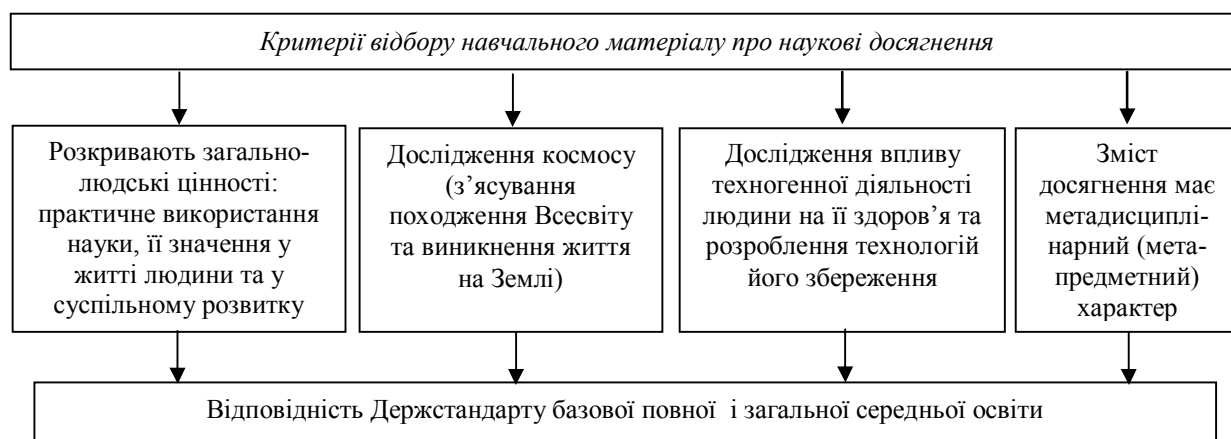 Критерії відбору навчального матеріалу про наукові досягнення
Розкривають загально-
людські цінності:
практичне використання
науки, її значення у
житті людини та у
суспільному розвитку
Дослідження космосу
(з’ясування
походження Всесвіту
та виникнення життя
на Землі)
Дослідження впливу
техногенної діяльності
людини на її здоров’я та
розроблення технологій
його збереження
Зміст
досягнення має
метадисциплі-
нарний (мета-
предметний)
характер
Відповідність Держстандарту базової повної і загальної середньої освіти